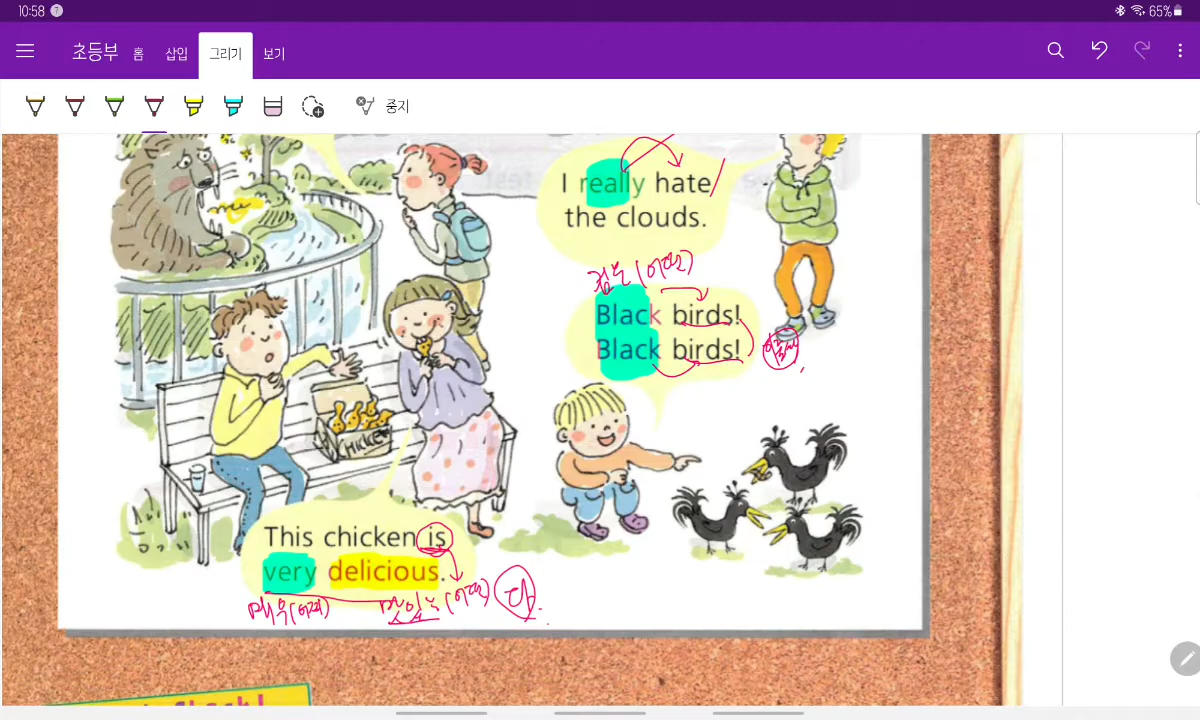 10:58
65%
초등부 홈 삽입 그리기 보기
중지
I really hate
the clouds.
검은 (어떤)
Black birds!
Black birds!
CHICKEN
This chicken is
very delicious.
매우(어찌) 맛있는 (어떤) 다.